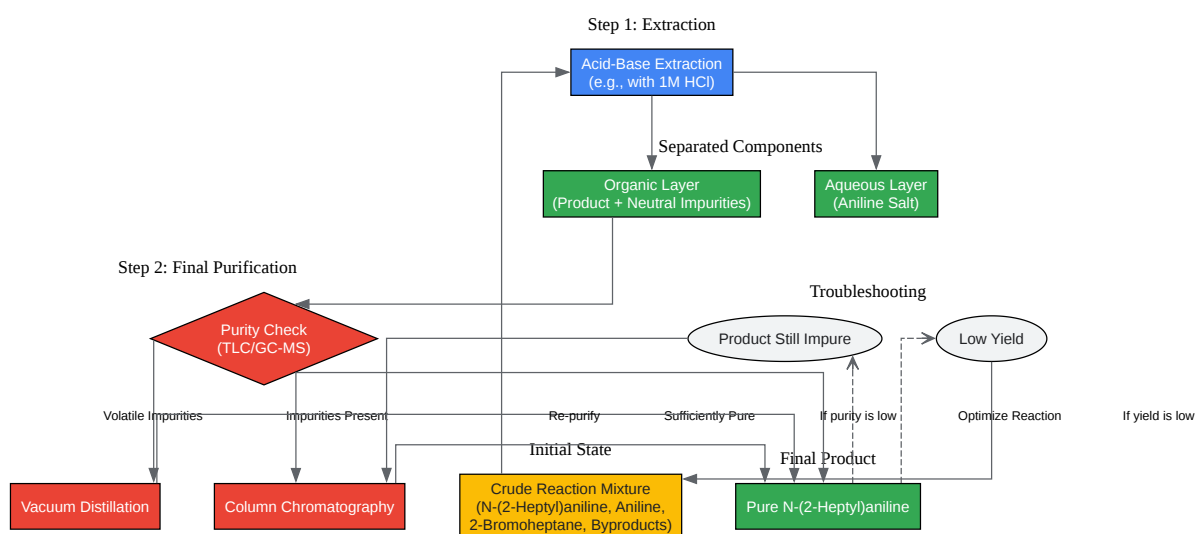 Step 1: Extraction
Acid-Base Extraction
(e.g., with 1M HCl)
Separated Components
Organic Layer
(Product + Neutral Impurities)
Aqueous Layer
(Aniline Salt)
Step 2: Final Purification
Troubleshooting
Purity Check
(TLC/GC-MS)
Product Still Impure
Low Yield
Volatile Impurities
Impurities Present
Re-purify
Sufficiently Pure
If purity is low
Optimize Reaction
If yield is low
Initial State
Final Product
Vacuum Distillation
Column Chromatography
Crude Reaction Mixture
(N-(2-Heptyl)aniline, Aniline,
2-Bromoheptane, Byproducts)
Pure N-(2-Heptyl)aniline